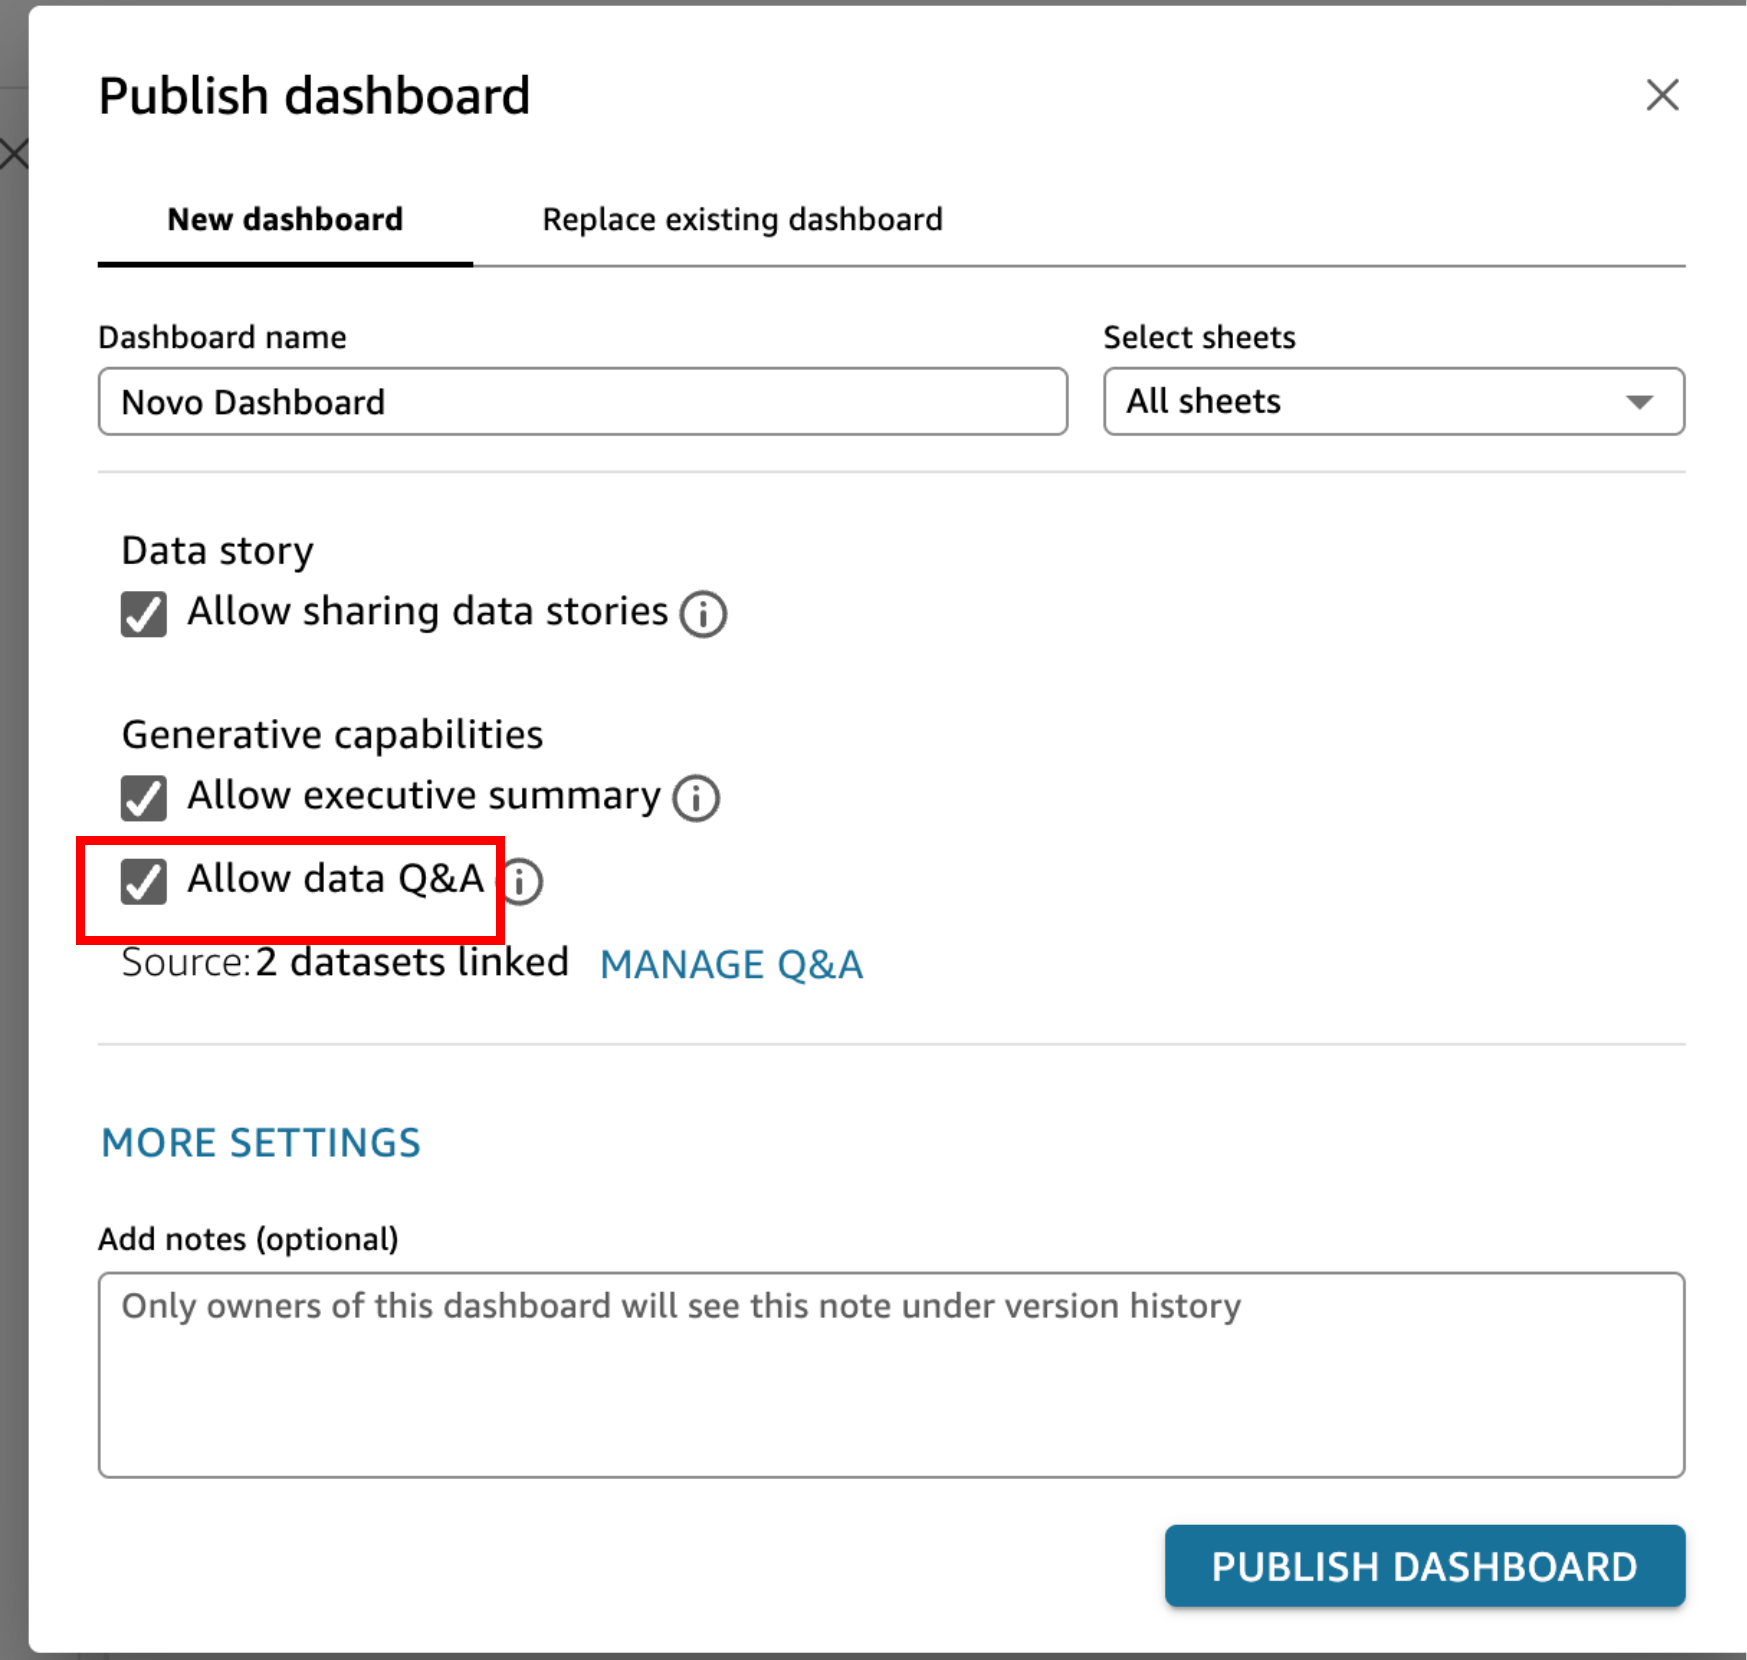 Publish dashboard
New dashboard Replace existing dashboard
Dashboard name Select sheets
Novo Dashboard All sheets
Data story
Allow sharing data stories
Generative capabilities
Allow executive summary
Allow data Q&A
Source: 2 datasets linked MANAGE Q&A
MORE SETTINGS
Add notes (optional)
Only owners of this dashboard will see this note under version history
PUBLISH DASHBOARD